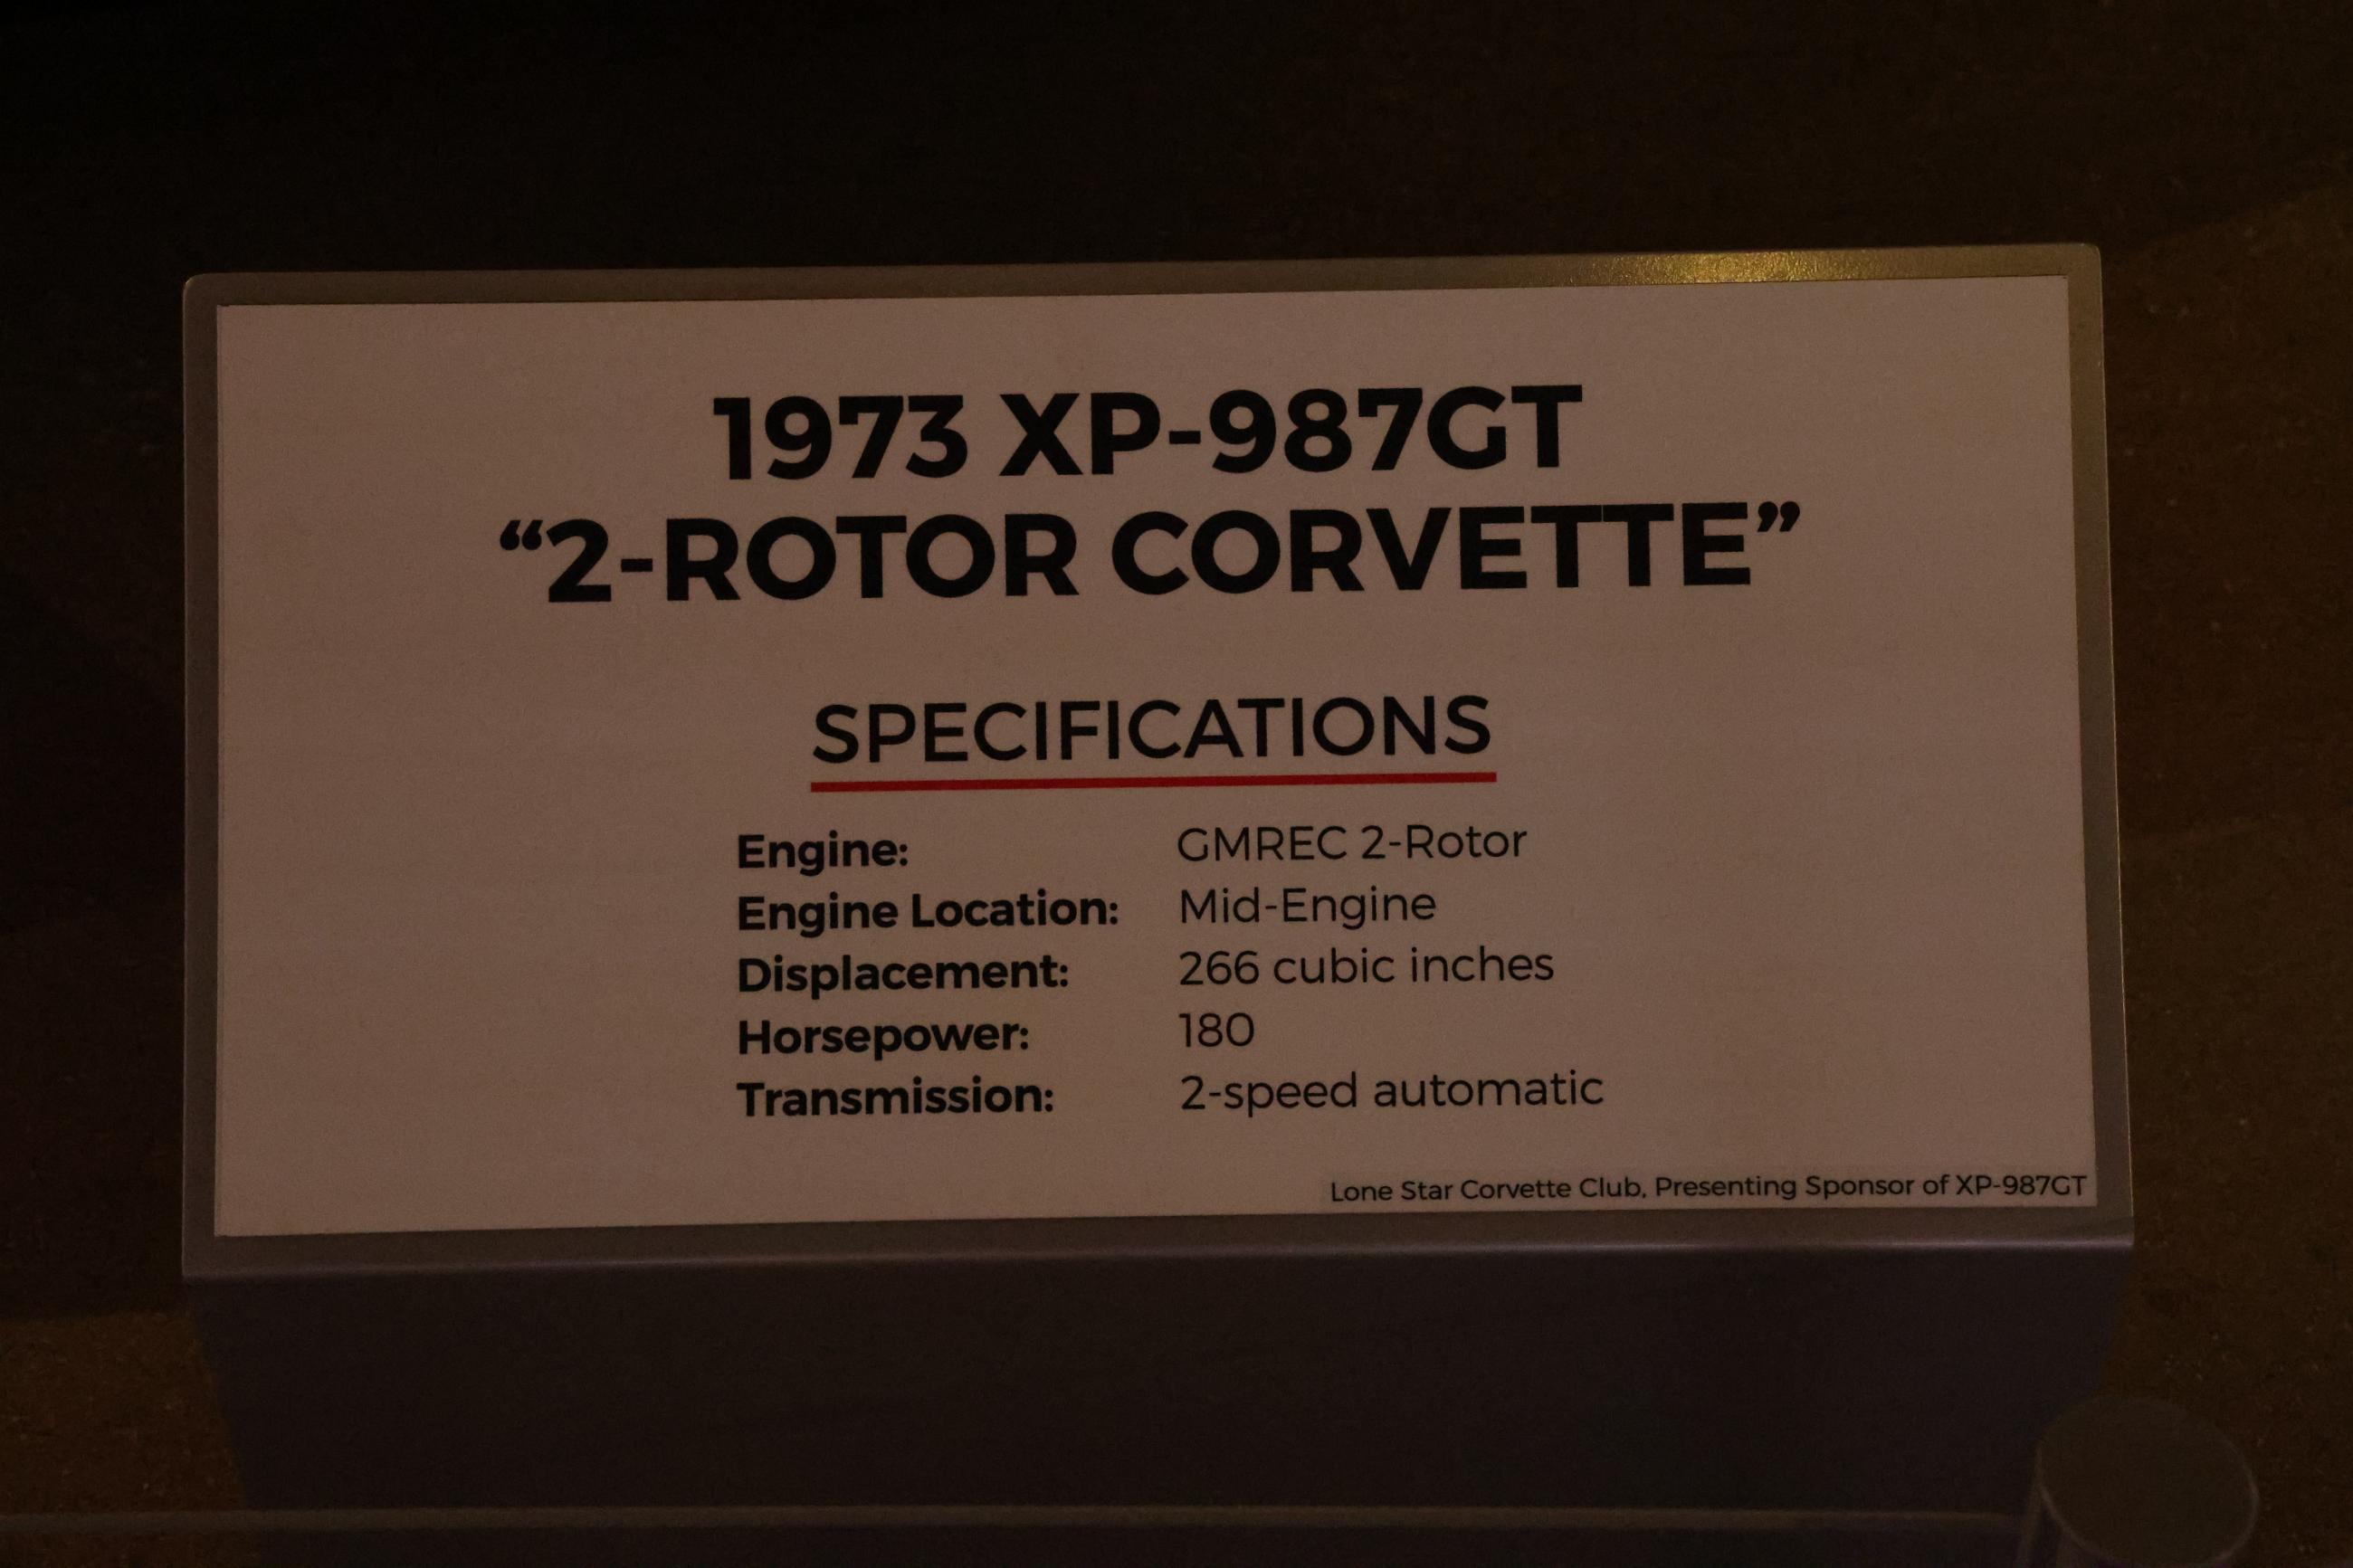 1973 XP-987GT
“2-ROTOR CORVETTE”
SPECIFICATIONS
Engine: GMREC 2-Rotor
Engine Location: Mid-Engine
Displacement: 266 cubic inches
Horsepower: 180
Transmission: 2-speed automatic
Lone Star Corvette Club, Presenting Sponsor of XP-987GT